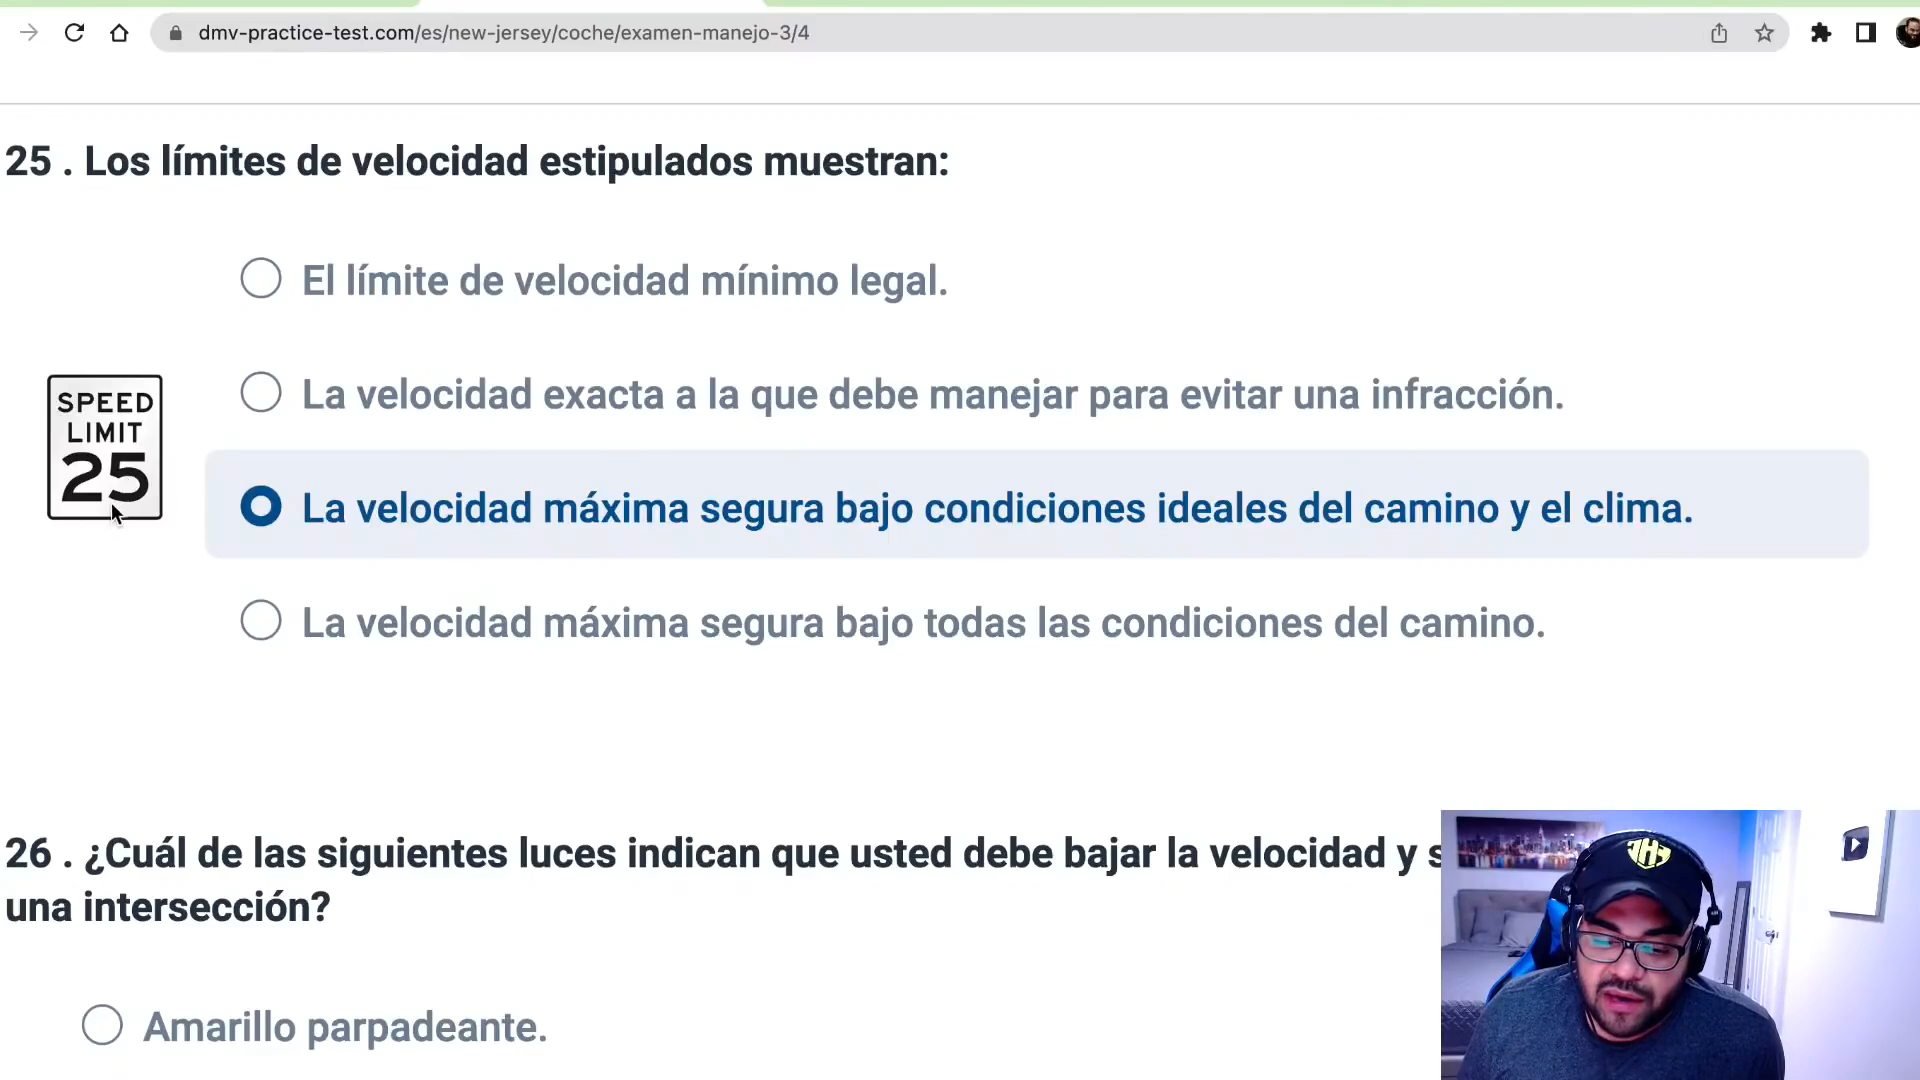 dmv-practice-test.com/es/new-jersey/coche/examen-manejo-3/4
25 . Los límites de velocidad estipulados muestran:
El límite de velocidad mínimo legal.
La velocidad exacta a la que debe manejar para evitar una infracción.
SPEED
LIMIT
25
La velocidad máxima segura bajo condiciones ideales del camino y el clima.
La velocidad máxima segura bajo todas las condiciones del camino.
26 . ¿Cuál de las siguientes luces indican que usted debe bajar la velocidad y s
una intersección?
Amarillo parpadeante.